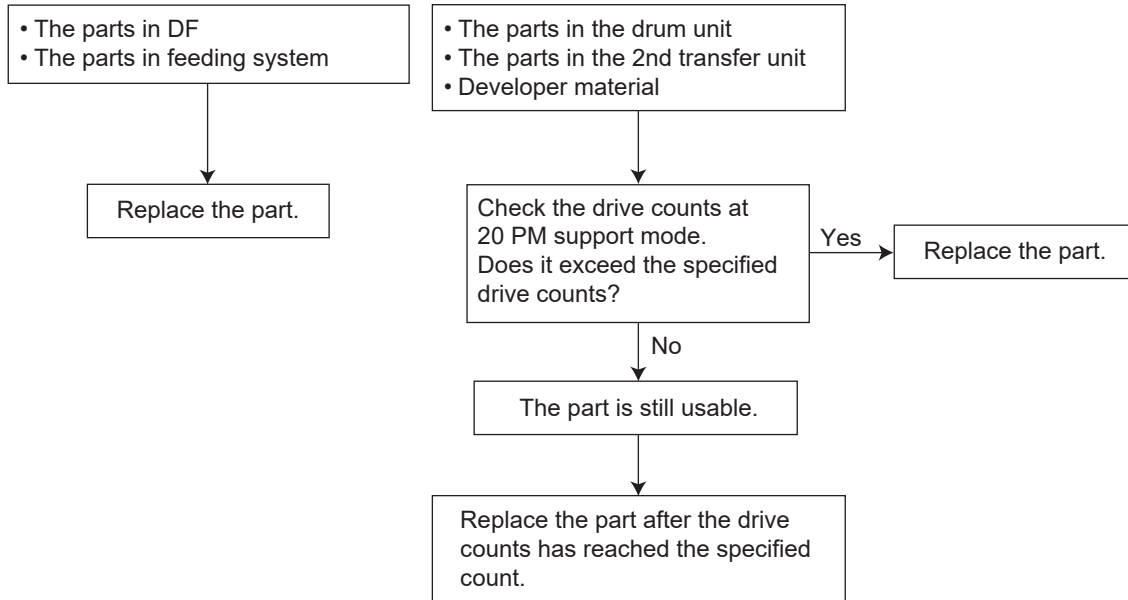 • The parts in DF
• The parts in feeding system
Replace the part.
• The parts in the drum unit
• The parts in the 2nd transfer unit
• Developer material
Check the drive counts at
20 PM support mode.
Does it exceed the specified
drive counts?
Yes
Replace the part.
No
The part is still usable.
Replace the part after the drive
counts has reached the specified
count.